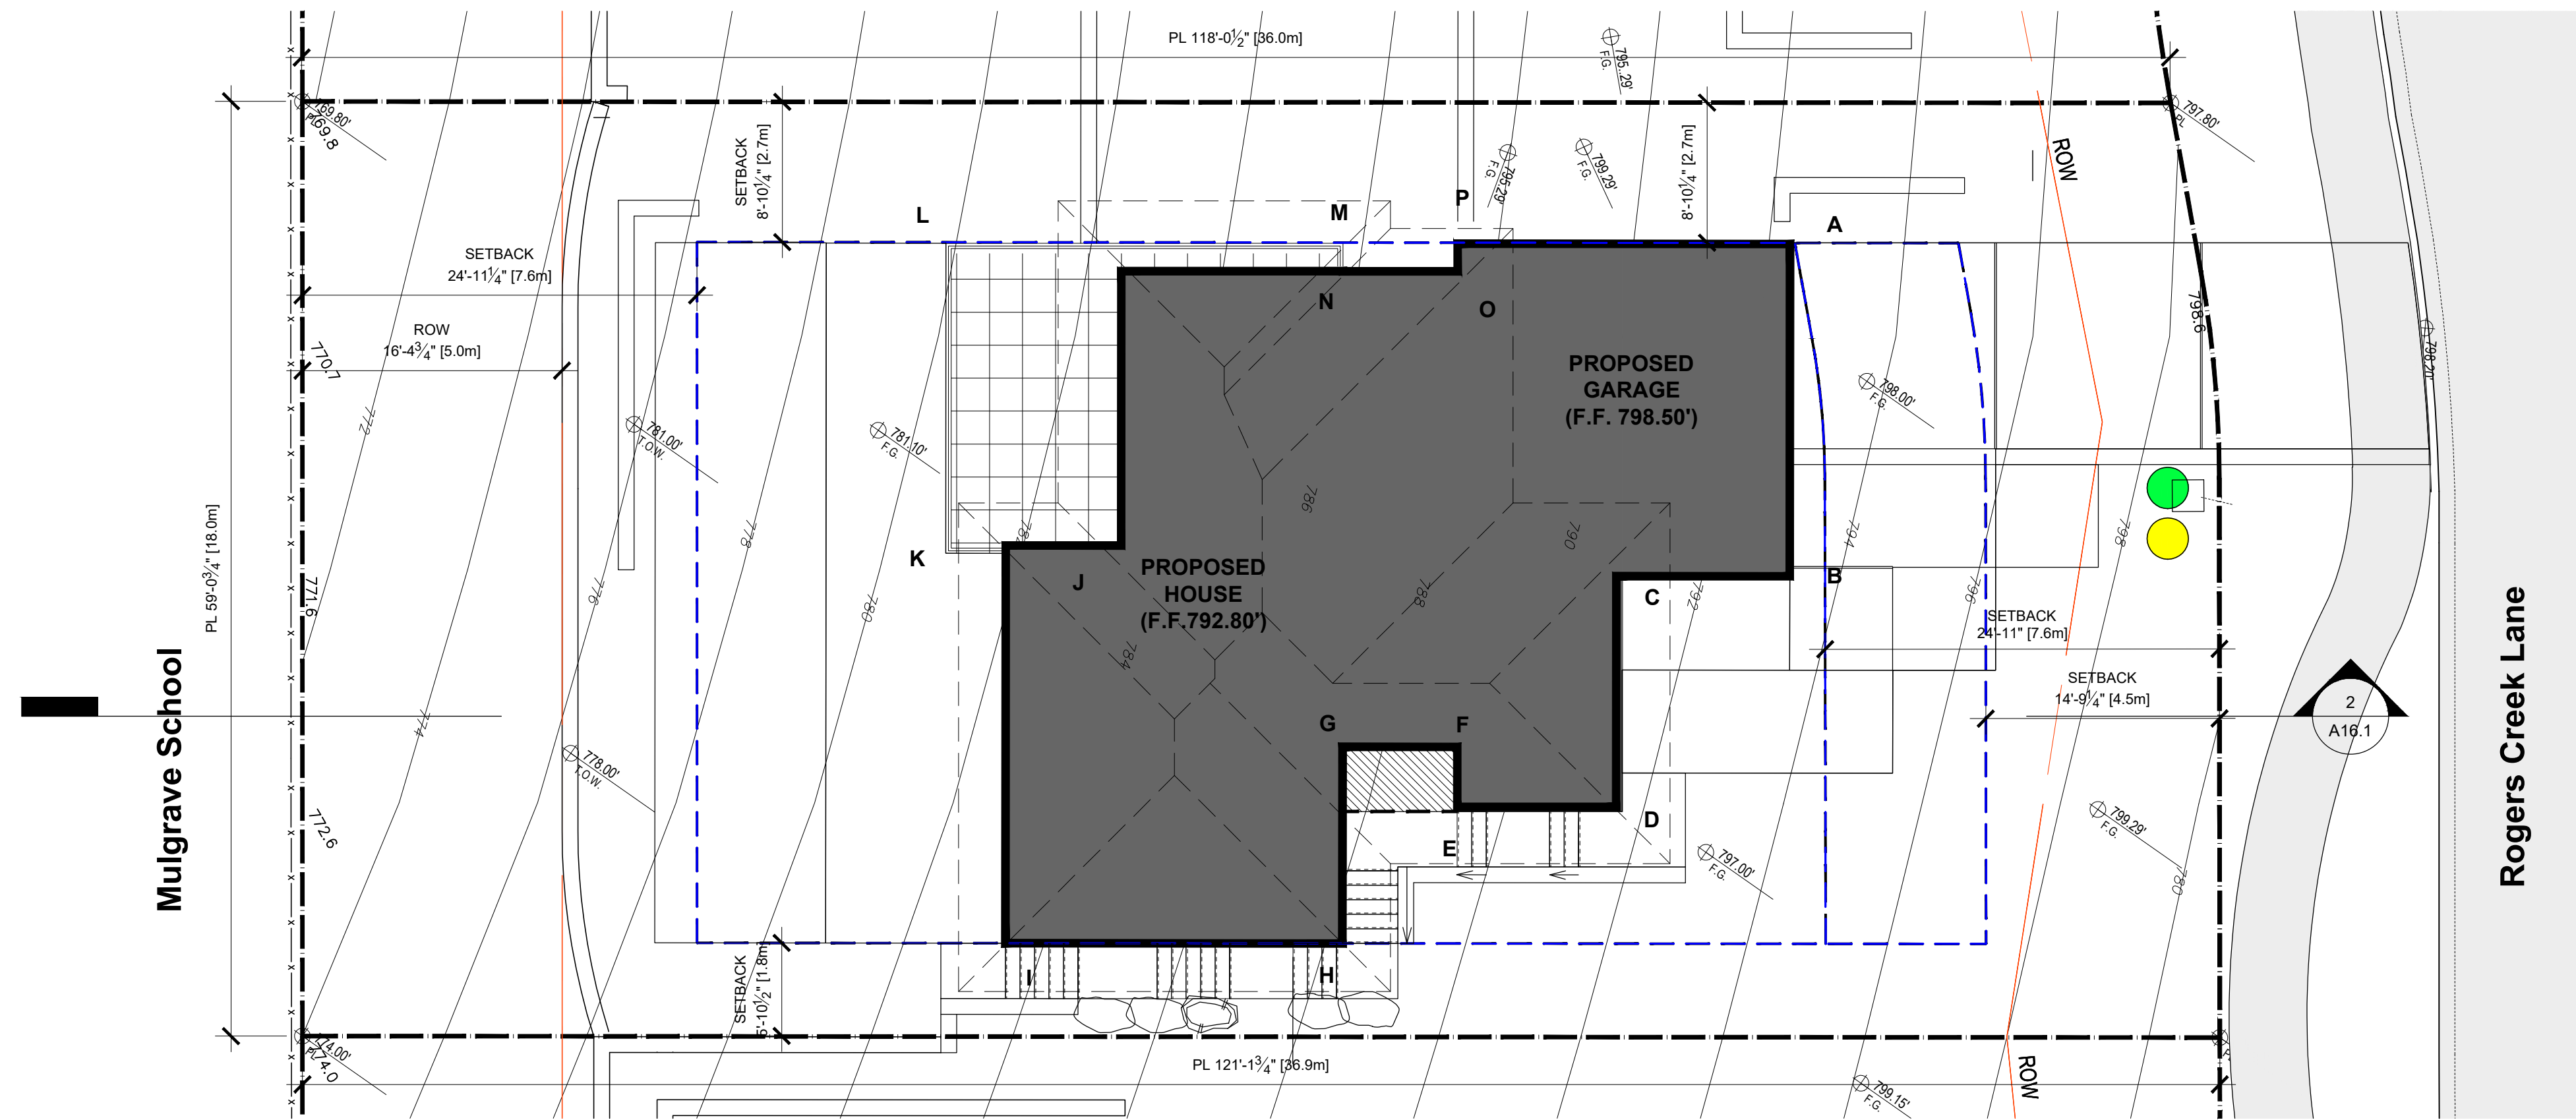 PL 118'-0½" [36.0m]
795..29'
F.G.
769.80'
PL
769.8
797.80'
PL
SETBACK
8'-10¼" [2.7m]
795.29'
F.G.
799.29'
F.G.
8'-10¼" [2.7m]
ROW
P
L
M
A
SETBACK
24'-11¼" [7.6m]
ROW
16'-4¾" [5.0m]
770.7
772
N
O
798.6
798.20'
PROPOSED
GARAGE
(F.F. 798.50')
798.00'
F.G.
781.00'
T.O.W.
781.10'
F.G.
786
778
782
790
794
798
PL 59'-0¾" [18.0m]
771.6
776
780
K
J
PROPOSED
HOUSE
(F.F.792.80')
788
792
C
B
796
SETBACK
24'-11" [7.6m]
784
SETBACK
14'-9¼" [4.5m]
Mulgrave School
Rogers Creek Lane
2
A16.1
774
G
F
778.00'
T.O.W.
772.6
E
D
797.00'
F.G.
799.29'
F.G.
780
SETBACK
5'-10½" [1.8m]
I
H
774.00'
PL
774.0
PL 121'-1¾" [36.9m]
799.15'
F.G.
ROW